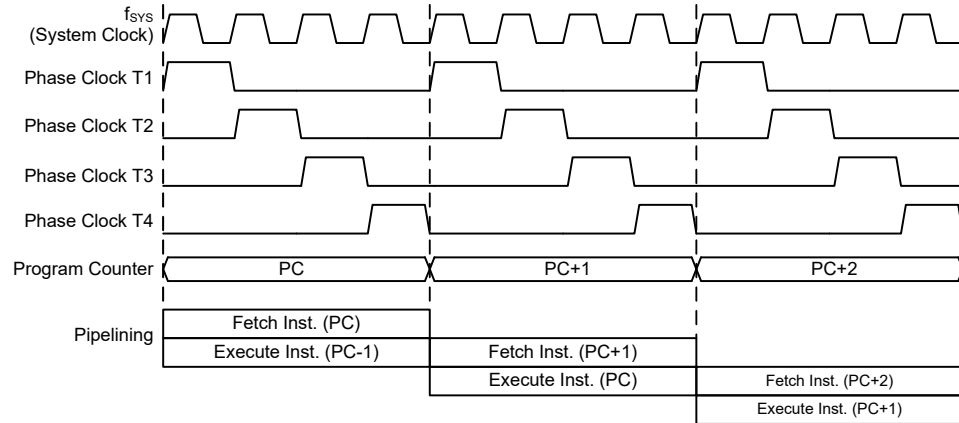 fSYS
(System Clock)
Phase Clock T1
Phase Clock T2
Phase Clock T3
Phase Clock T4
Program Counter
PC
PC+1
PC+2
Pipelining
Fetch Inst. (PC)
Execute Inst. (PC-1)
Fetch Inst. (PC+1)
Execute Inst. (PC)
Fetch Inst. (PC+2)
Execute Inst. (PC+1)